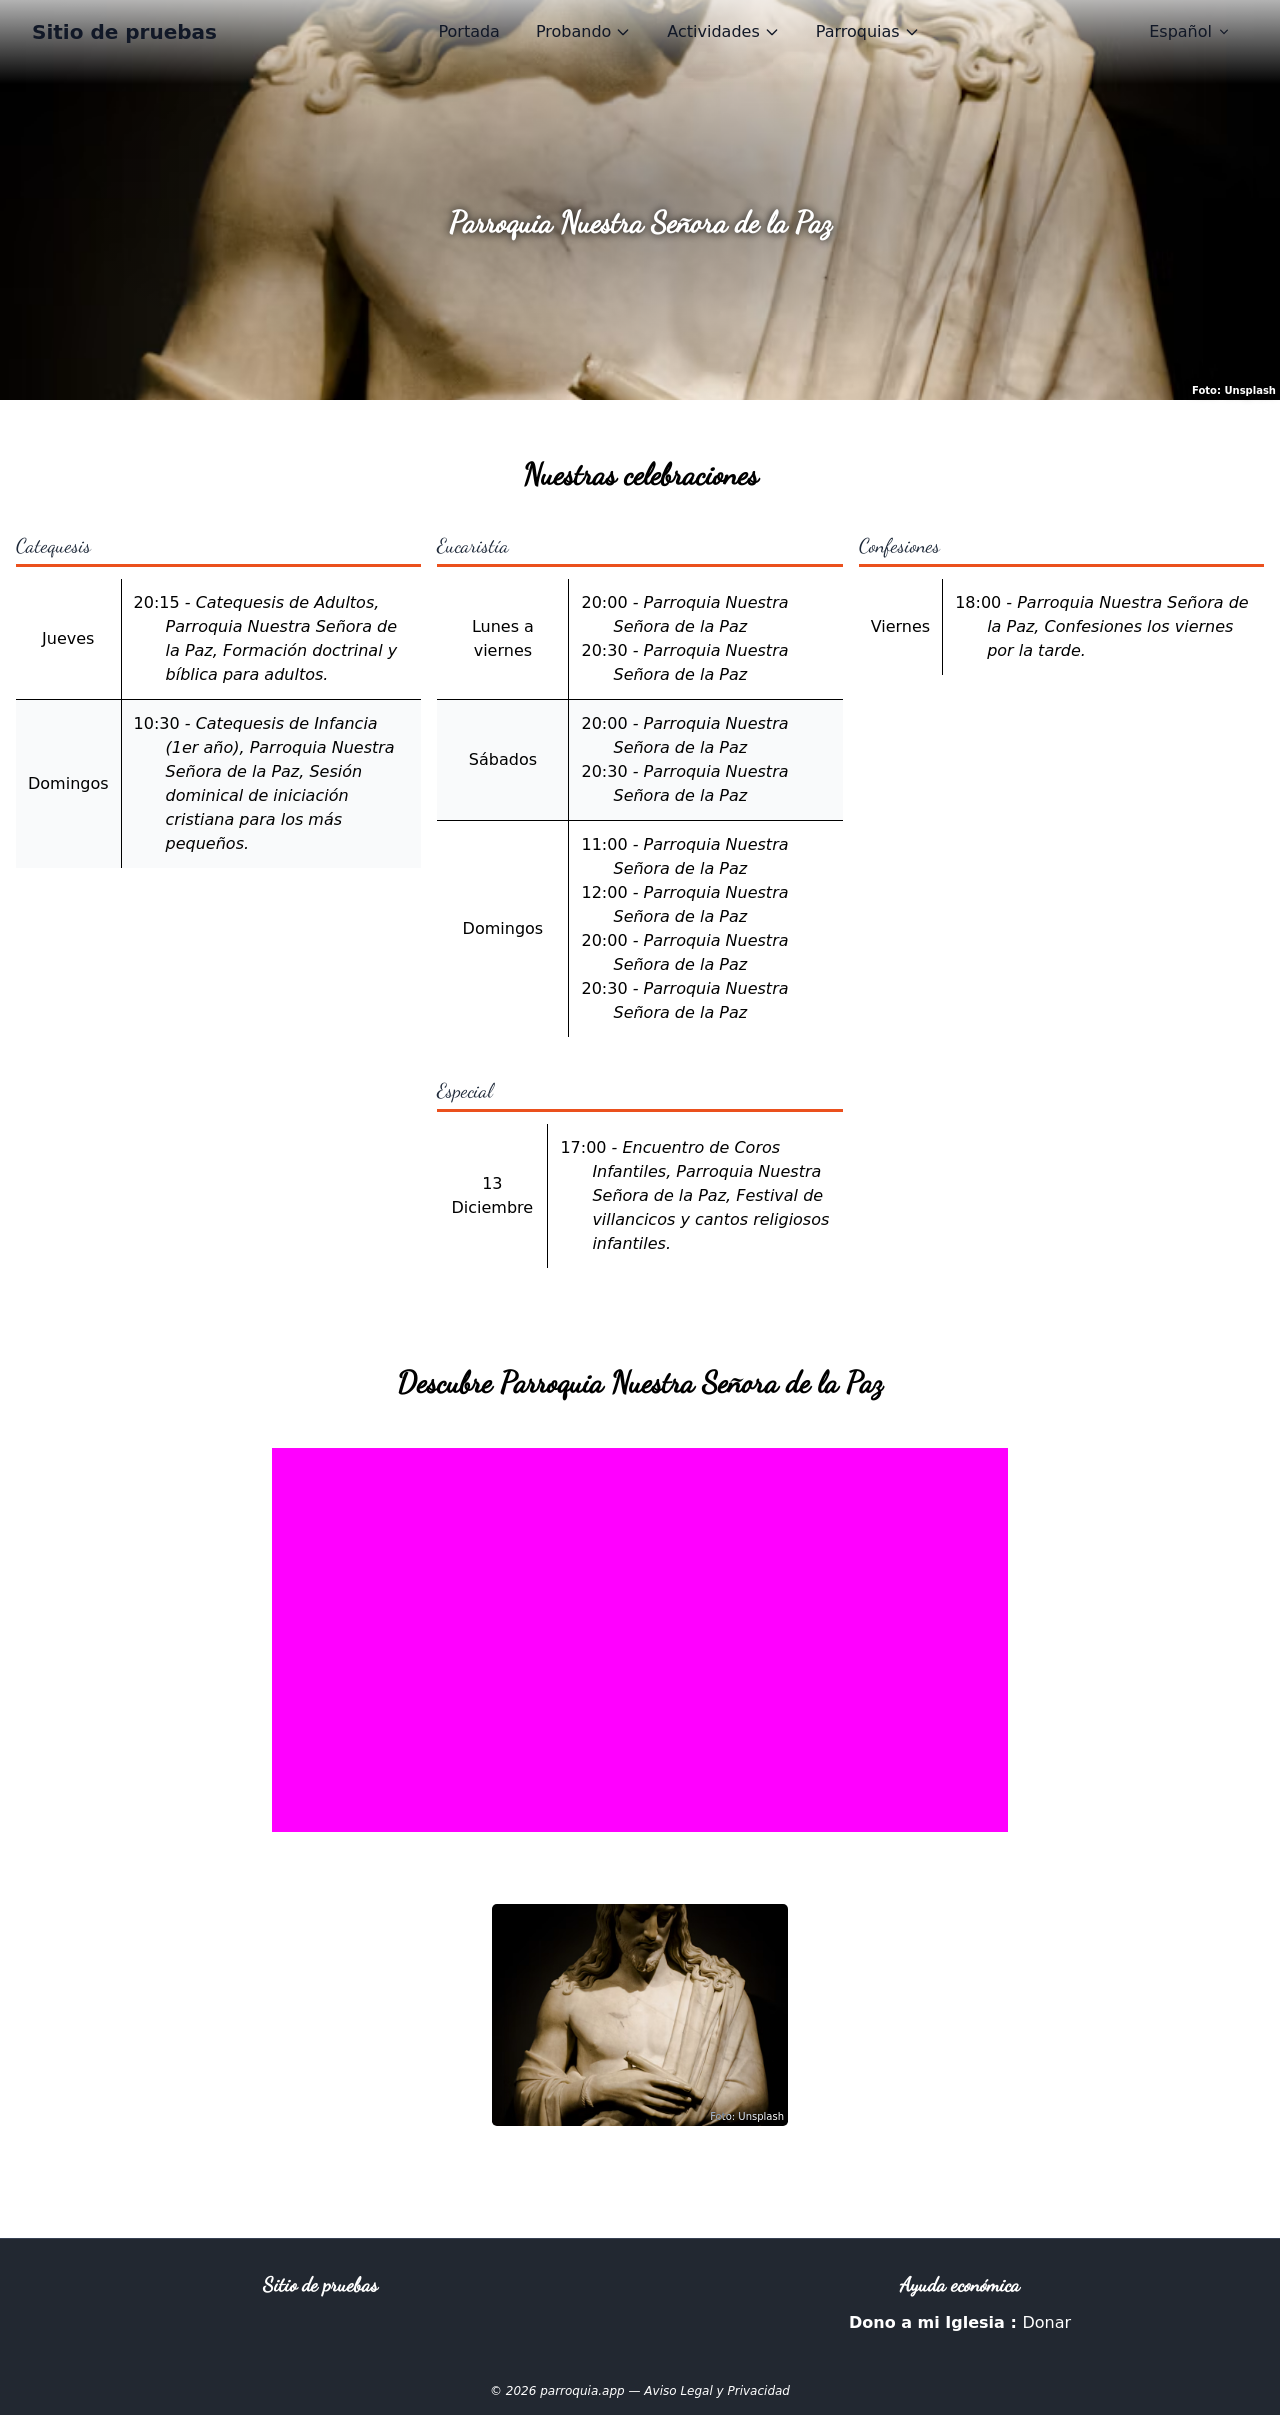 Sitio de pruebas
Portada
Probando
Actividades
Parroquias
Español
Parroquia Nuestra Señora de la Paz
Foto: Unsplash
Nuestras celebraciones
Catequesis
Jueves
20:15 - Catequesis de Adultos,
Parroquia Nuestra Señora de
la Paz, Formación doctrinal y
bíblica para adultos.
Domingos
10:30 - Catequesis de Infancia
(1er año), Parroquia Nuestra
Señora de la Paz, Sesión
dominical de iniciación
cristiana para los más
pequeños.
Eucaristía
Lunes a
viernes
20:00 - Parroquia Nuestra
Señora de la Paz
20:30 - Parroquia Nuestra
Señora de la Paz
Sábados
20:00 - Parroquia Nuestra
Señora de la Paz
20:30 - Parroquia Nuestra
Señora de la Paz
Domingos
11:00 - Parroquia Nuestra
Señora de la Paz
12:00 - Parroquia Nuestra
Señora de la Paz
20:00 - Parroquia Nuestra
Señora de la Paz
20:30 - Parroquia Nuestra
Señora de la Paz
Confesiones
Viernes
18:00 - Parroquia Nuestra Señora de
la Paz, Confesiones los viernes
por la tarde.
Especial
13
Diciembre
17:00 - Encuentro de Coros
Infantiles, Parroquia Nuestra
Señora de la Paz, Festival de
villancicos y cantos religiosos
infantiles.
Descubre Parroquia Nuestra Señora de la Paz
Foto: Unsplash
Sitio de pruebas
Ayuda económica
Dono a mi Iglesia : Donar
© 2026 parroquia.app — Aviso Legal y Privacidad